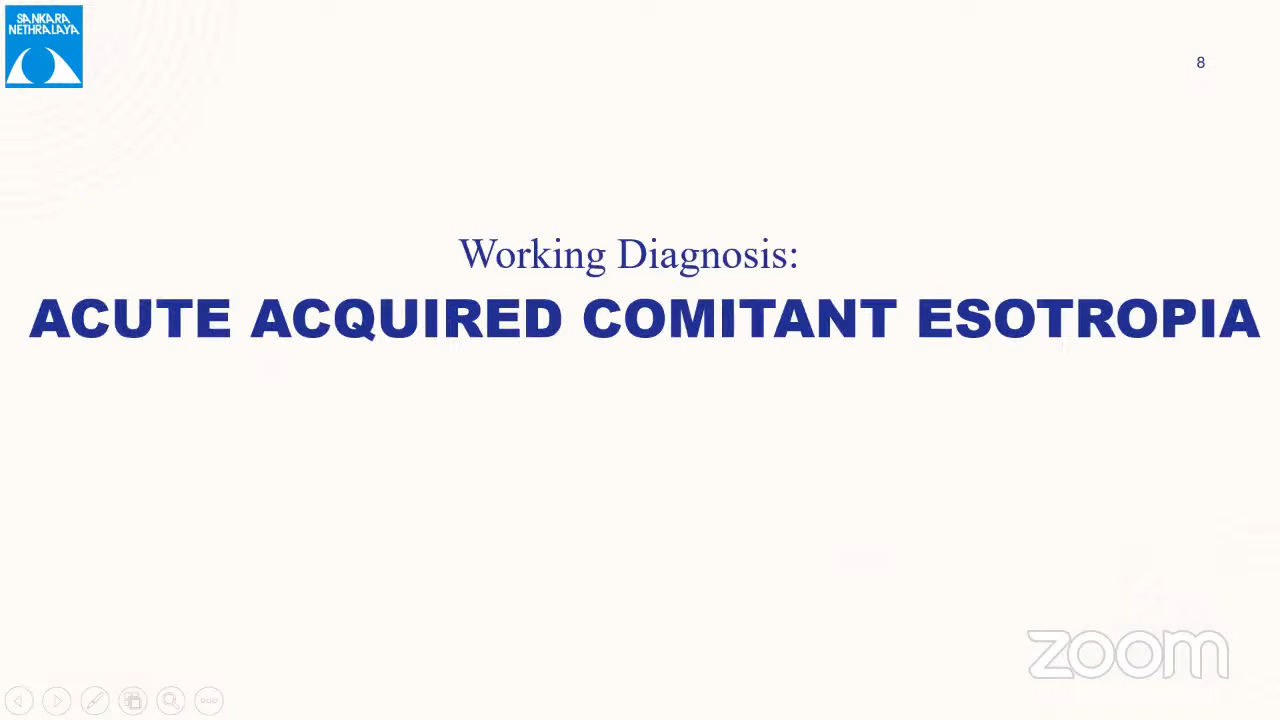 SANKARA
NETHRALAYA
8
Working Diagnosis:
ACUTE ACQUIRED COMITANT ESOTROPIA
zoom